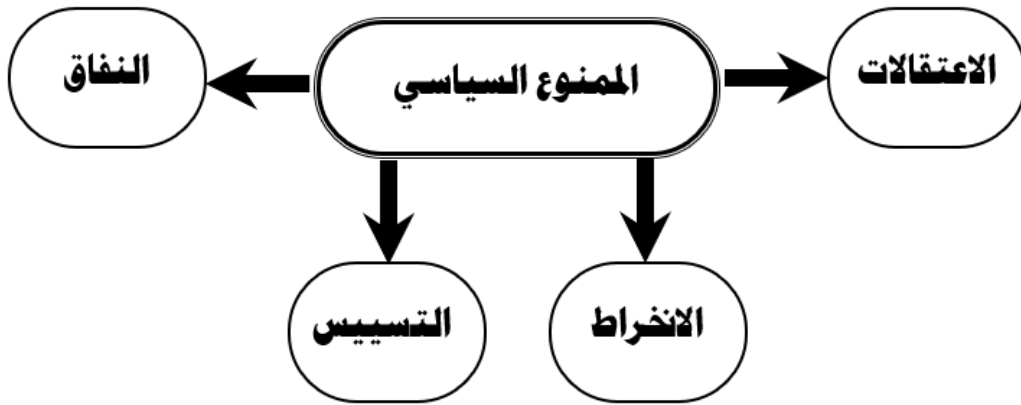 الممنوع السياسي
الاعتقالات
النفاق
الانخراط
التسييس